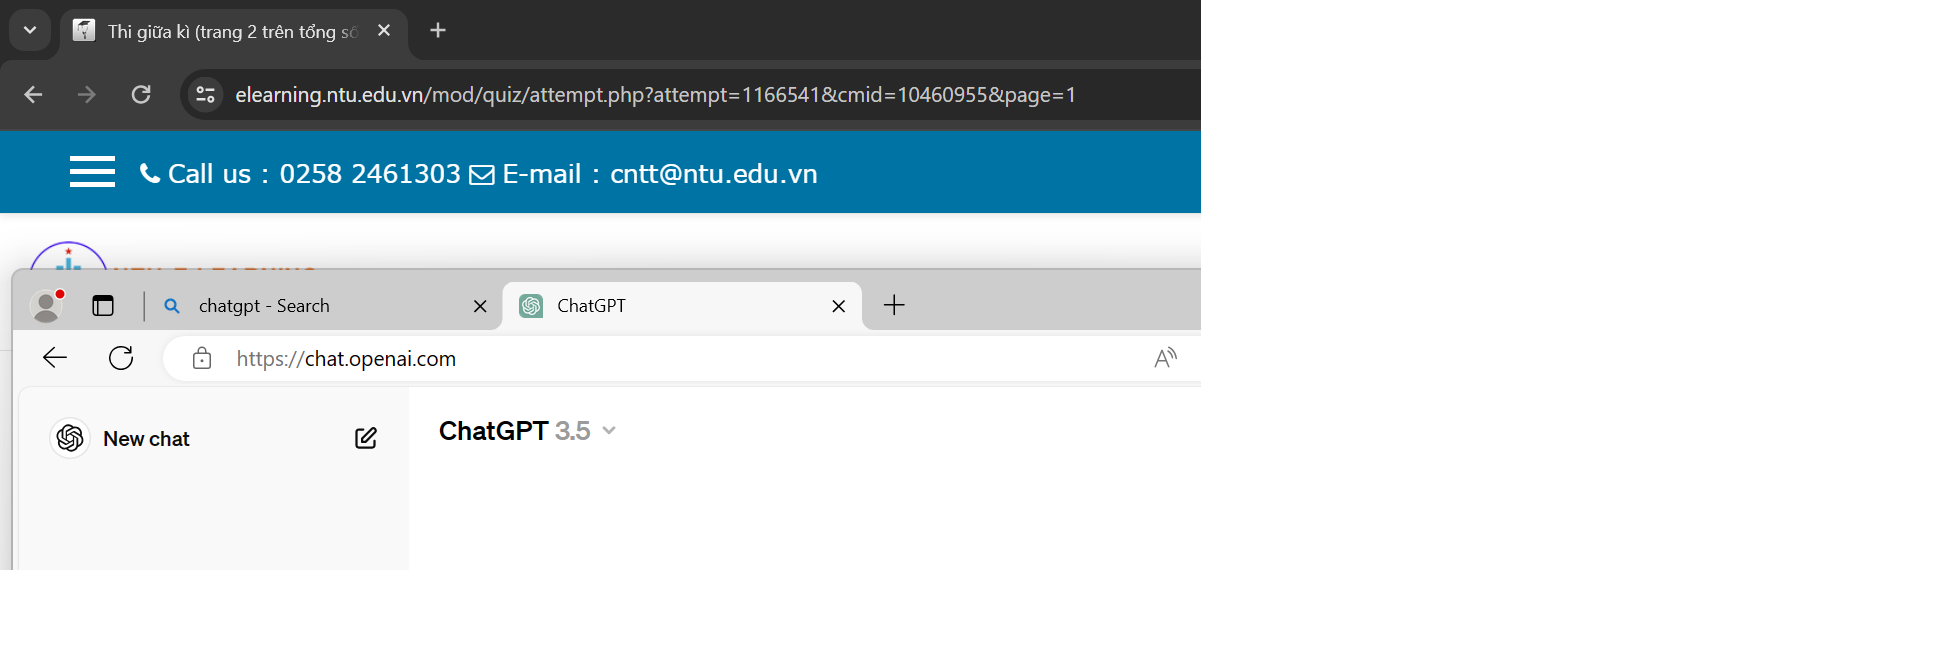 Thi giữa kì (trang 2 trên tổng số
elearning.ntu.edu.vn/mod/quiz/attempt.php?attempt=1166541&cmid=10460955&page=1
Call us : 0258 2461303 E-mail : cntt@ntu.edu.vn
chatgpt - Search
ChatGPT
https://chat.openai.com
New chat
ChatGPT 3.5